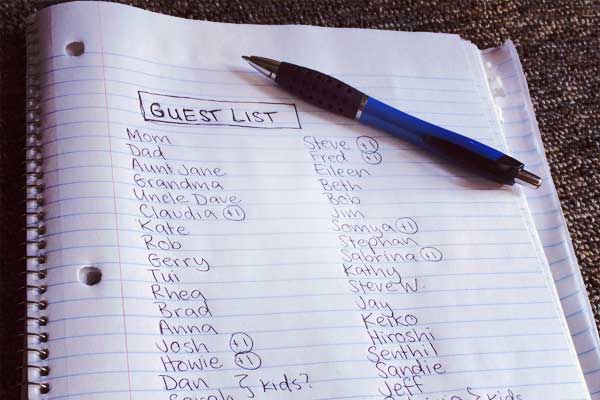 GUEST LIST
Mom
Dad
Aunt Jane
Grandma
Uncle Dave
Claudia +1
Kate
Rob
Gerry
Tui
Rhea
Brad
Anna
Josh +1
Howie +1
Dan } kids?
Sarah
Steve +1
Fred +1
Eileen
Beth
Bob
Jim
Somya +1
Stephan
Sabrina +1
Kathy
Steve W.
Jay
Keiko
Hiroshi
Senthil
Sandie
Jeff
kids